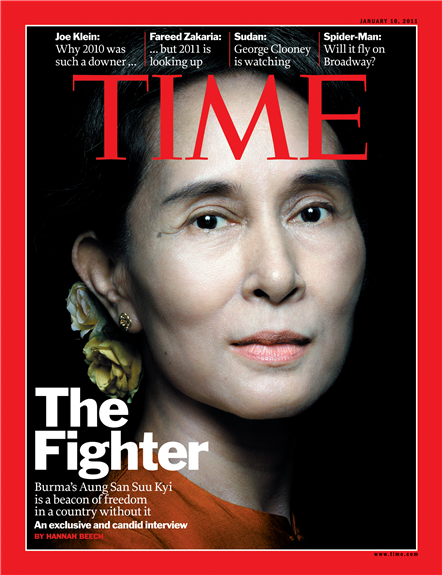 JANUARY 10, 2011
Joe Klein:
Why 2010 was
such a downer ...
Fareed Zakaria:
... but 2011 is
looking up
Sudan:
George Clooney
is watching
Spider-Man:
Will it fly on
Broadway?
TIME
The
Fighter
Burma's Aung San Suu Kyi
is a beacon of freedom
in a country without it
An exclusive and candid interview
BY HANNAH BEECH
www.time.com